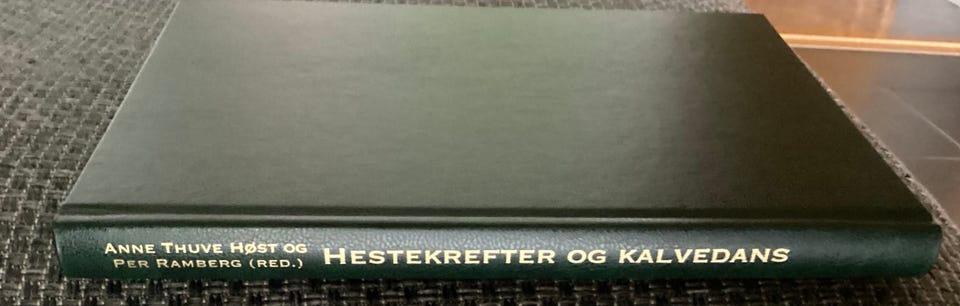 Anne Thuve Høst og
Per Ramberg (red.)
Hestekrefter og kalvedans